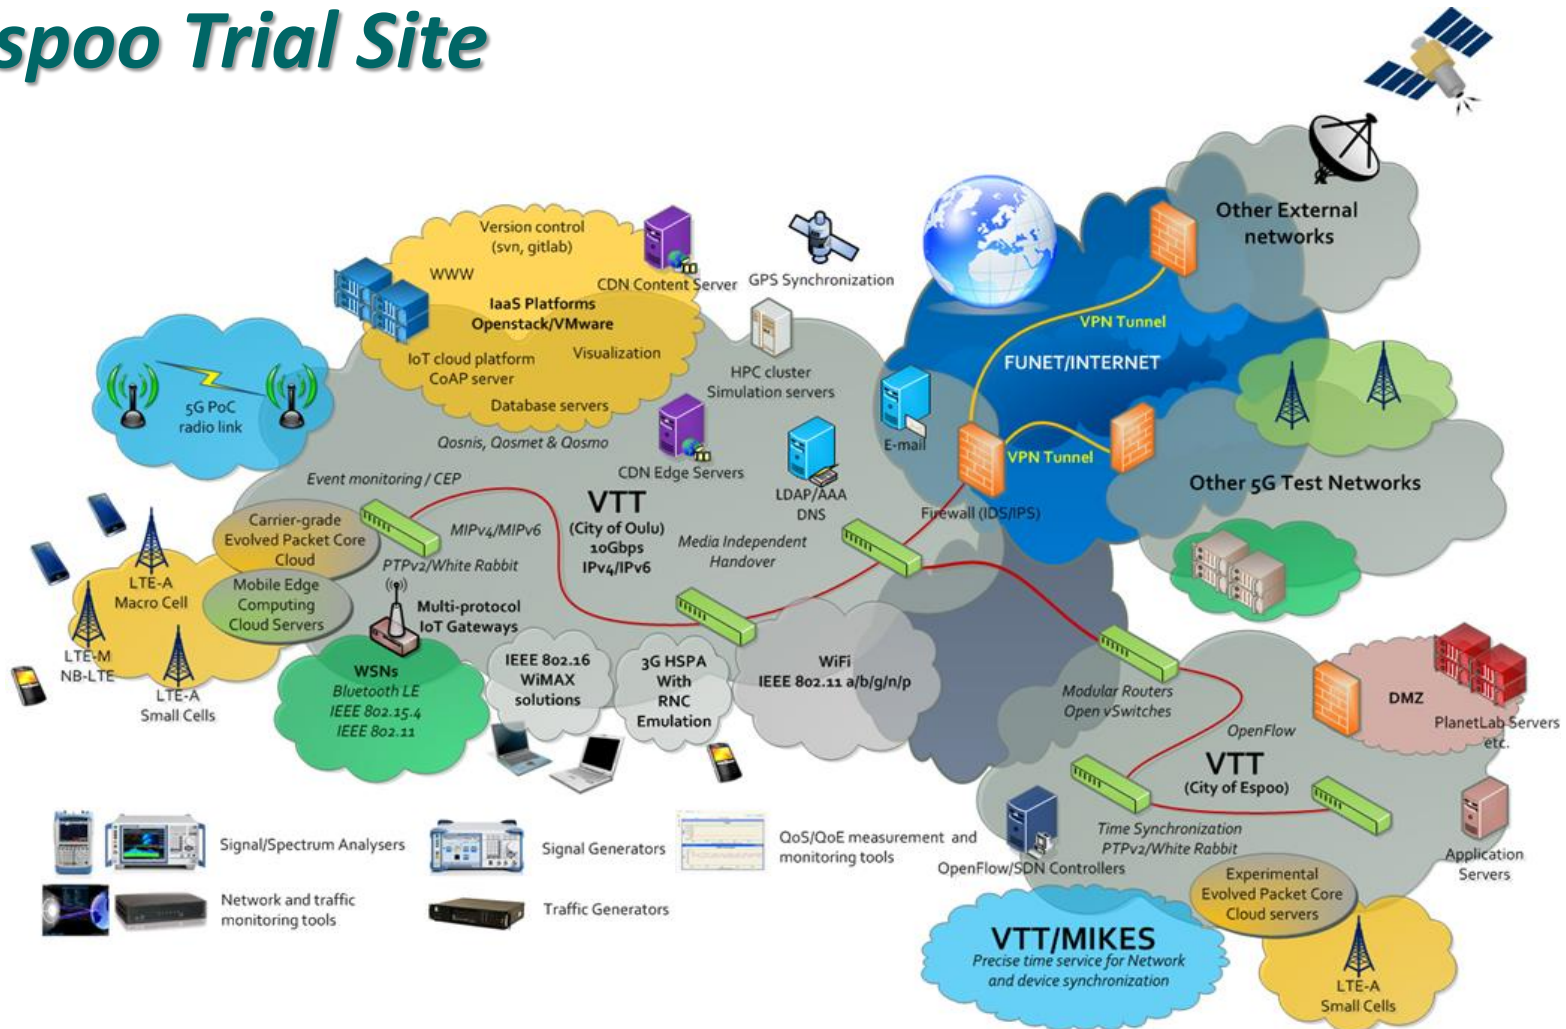 spoo Trial Site
Other External
networks
Version control
(svn, gitlab)
WWW
CDN Content Server
GPS Synchronization
IaaS Platforms
Openstack/VMware
VPN Tunnel
IoT cloud platform
CoAP server
Visualization
FUNET/INTERNET
HPC cluster
Simulation servers
5G PoC
radio link
Database servers
Qosnis, Qosmet & Qosmo
E-mail
VPN Tunnel
CDN Edge Servers
Event monitoring / CEP
Other 5G Test Networks
LDAP/AAA
DNS
VTT
(City of Oulu)
10Gbps
IPv4/IPv6
Firewall (IDS/IPS)
Carrier-grade
Evolved Packet Core
Cloud
MIPv4/MIPv6
Media Independent
Handover
PTPv2/White Rabbit
LTE-A
Macro Cell
Mobile Edge
Computing
Cloud Servers
Multi-protocol
IoT Gateways
LTE-M
NB-LTE
LTE-A
Small Cells
WSNs
Bluetooth LE
IEEE 802.15.4
IEEE 802.11
IEEE 802.16
WiMAX
solutions
3G HSPA
With
RNC
Emulation
WiFi
IEEE 802.11 a/b/g/n/p
Modular Routers
Open vSwitches
DMZ
PlanetLab Servers
etc.
OpenFlow
VTT
(City of Espoo)
Time Synchronization
PTPv2/White Rabbit
OpenFlow/SDN Controllers
Application
Servers
Experimental
Evolved Packet Core
Cloud servers
VTT/MIKES
Precise time service for Network
and device synchronization
LTE-A
Small Cells
Signal/Spectrum Analysers
Signal Generators
QoS/QoE measurement and
monitoring tools
Network and traffic
monitoring tools
Traffic Generators